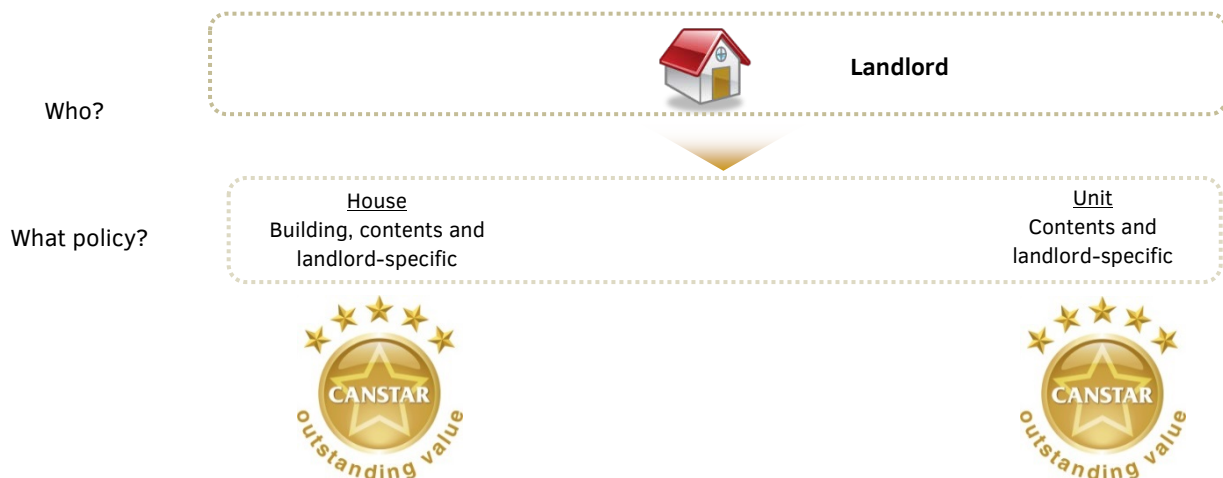 Landlord
Who?
House
Building, contents and
landlord-specific
Unit
Contents and
landlord-specific
What policy?
CANSTAR
outstanding value
CANSTAR
outstanding value